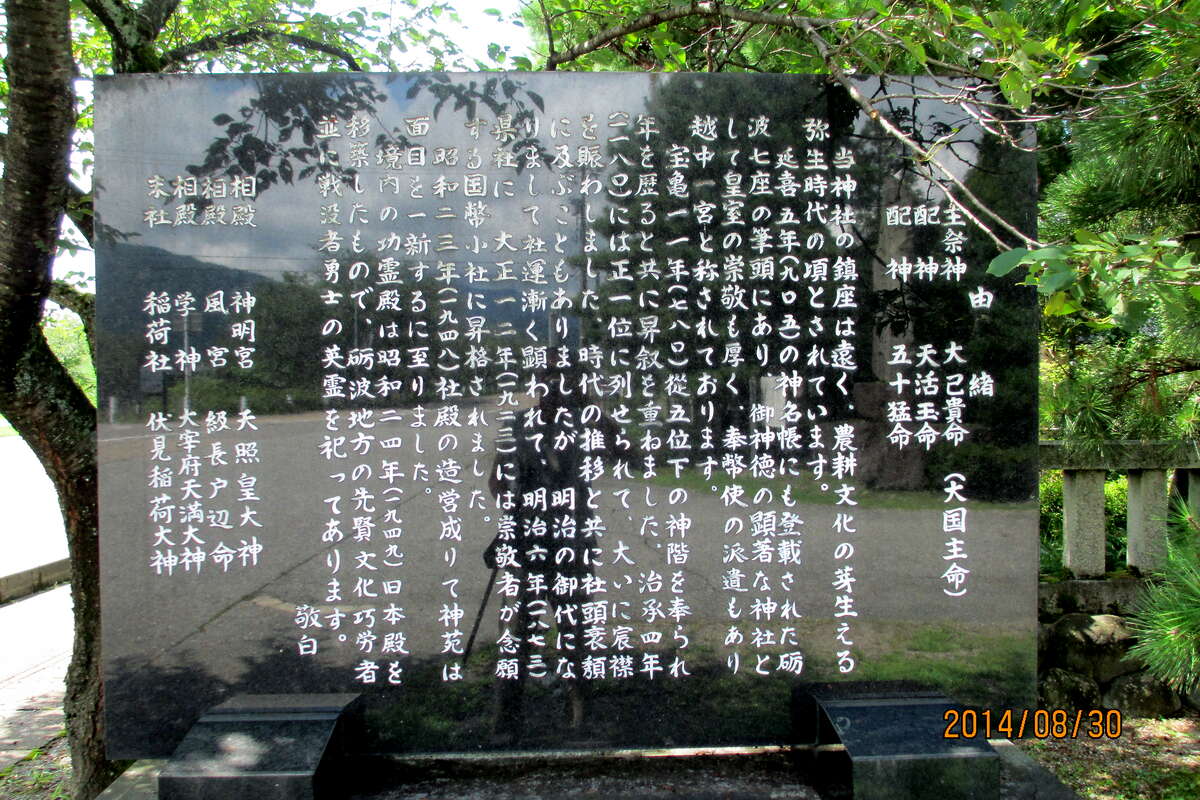 由緒
主祭神 大己貴命 (大国主命)
配神 天活玉命
配神 五十猛命
当神社の鎮座は遠く、農耕文化の芽生える
弥生時代の頃とされています。
延喜五年(九〇五)の神名帳にも登載された砺
波七座の筆頭にあり、御神徳の顕著な神社と
して皇室の崇敬も厚く、奉幣使の派遣もあり
越中一宮と称されております。
宝亀一一年(七八〇)從五位下の神階を奉られ
年を歴ると共に昇叙を重ねました、治承四年
(一一八〇)には正一位に列せられて、大いに宸襟
を賑わしました 時代の推移と共に社頭衰頽
に及ぶこともありましたが 明治の御代にな
りまして社運漸く顕われて、明治六年(一八七三)
県社に 大正一二年(一九二三)には崇敬者が念願
する国幣小社に昇格されました。
昭和二三年(一九四八)社殿の造営成りて神苑は
面目を一新するに至りました。
境内の功霊殿は昭和二四年(一九四九)旧本殿を
移築したもので、砺波地方の先賢文化巧労者
並に戦没者勇士の英霊を祀ってあります。
敬白
相殿 神明宮 天照皇大神
相殿 風宮 級長戸辺命
相殿 学神 大宰府天満大神
末社 稲荷社 伏見稲荷大神
2014/08/30